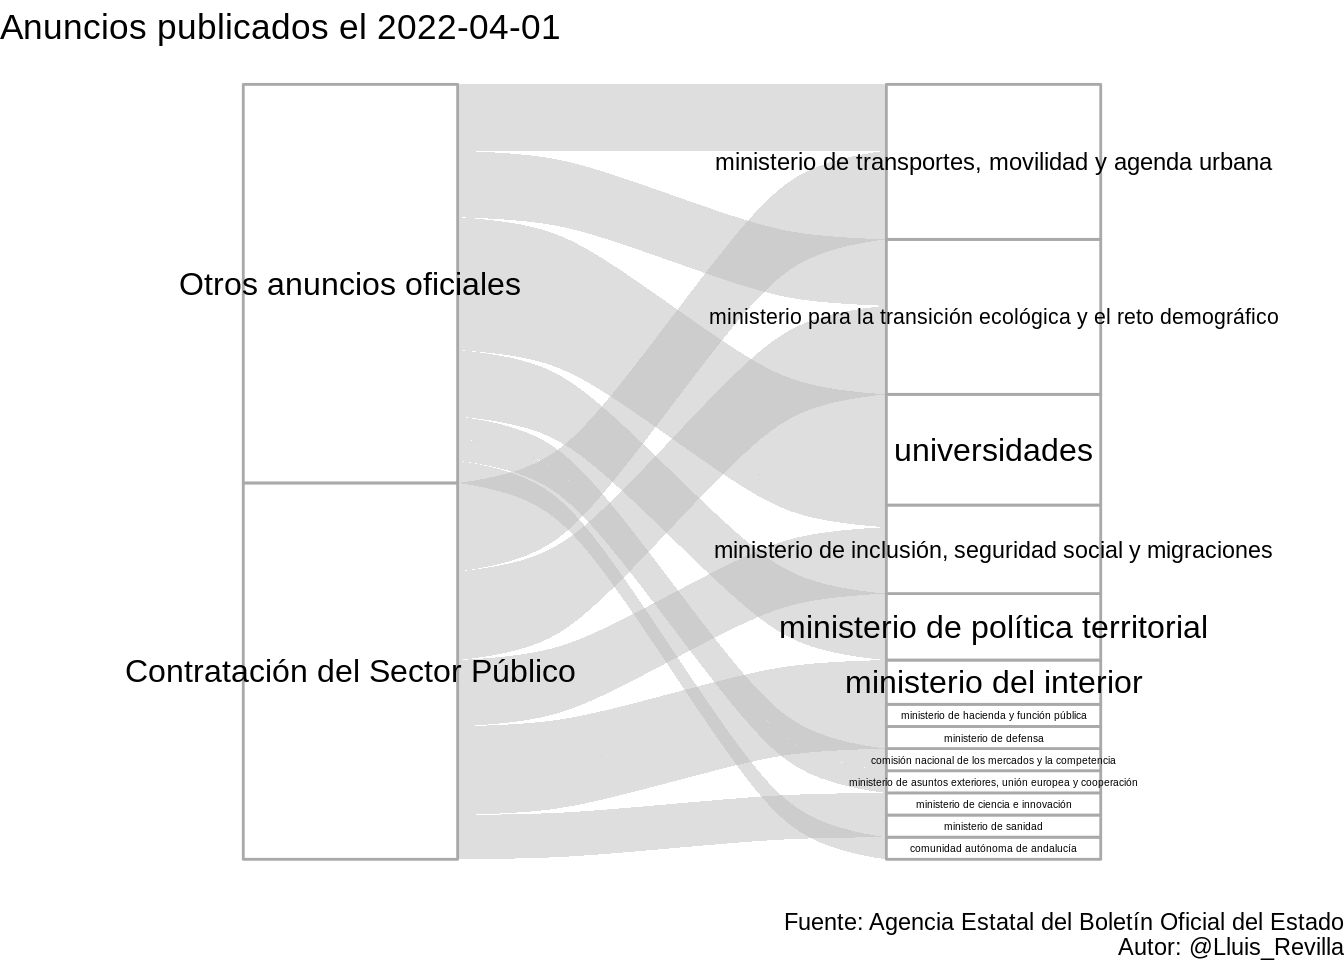 Anuncios publicados el 2022-04-01
Otros anuncios oficiales
Contratación del Sector Público
ministerio de transportes, movilidad y agenda urbana
ministerio para la transición ecológica y el reto demográfico
universidades
ministerio de inclusión, seguridad social y migraciones
ministerio de política territorial
ministerio del interior
ministerio de hacienda y función pública
ministerio de defensa
comisión nacional de los mercados y la competencia
ministerio de asuntos exteriores, unión europea y cooperación
ministerio de ciencia e innovación
ministerio de sanidad
comunidad autónoma de andalucía
Fuente: Agencia Estatal del Boletín Oficial del Estado
Autor: @Lluis_Revilla